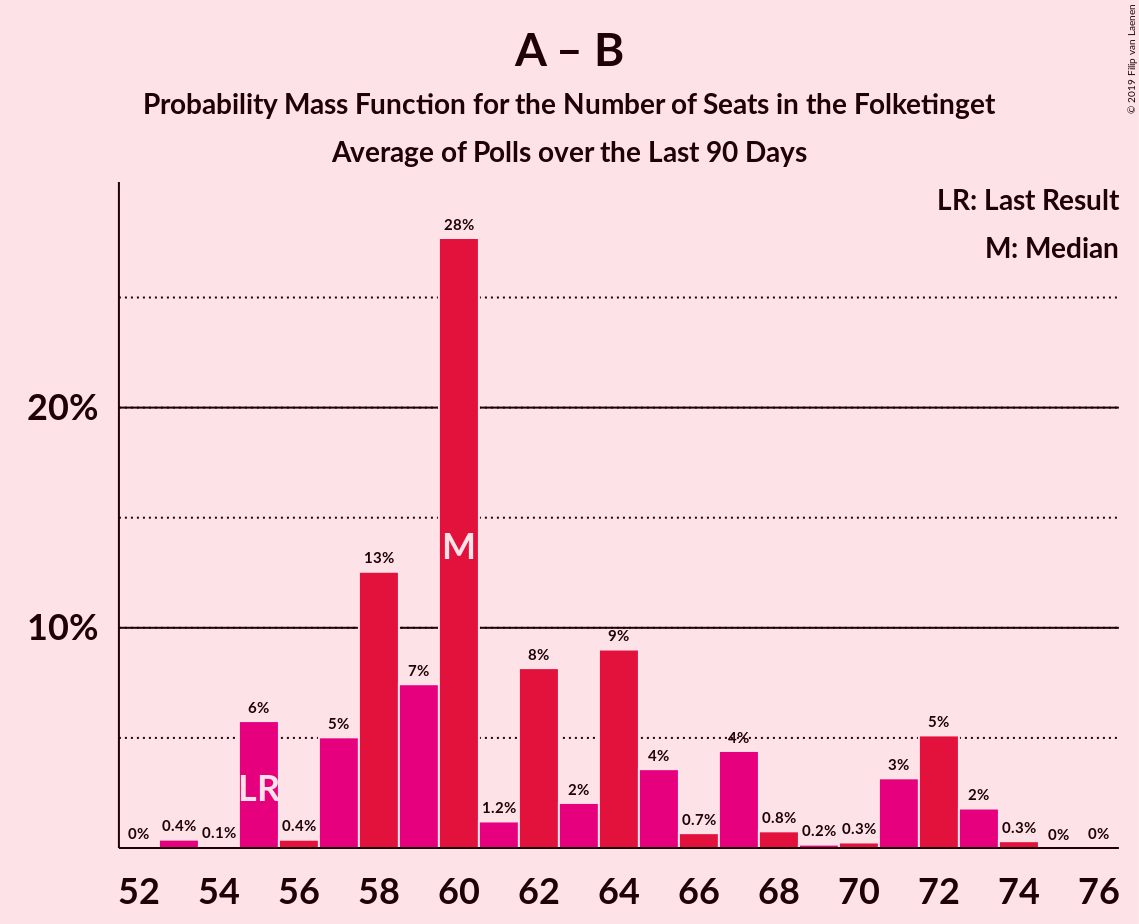 A – B
Probability Mass Function for the Number of Seats in the Folketinget
Average of Polls over the Last 90 Days
© 2019 Filip van Laenen
LR: Last Result
M: Median
20%
10%
0% 0.4% 0.1% 6% 0.4% 5% 13% 7% 28% 1.2% 8% 2% 9% 4% 0.7% 4% 0.8% 0.2% 0.3% 3% 5% 2% 0.3% 0% 0%
LR M
52 54 56 58 60 62 64 66 68 70 72 74 76